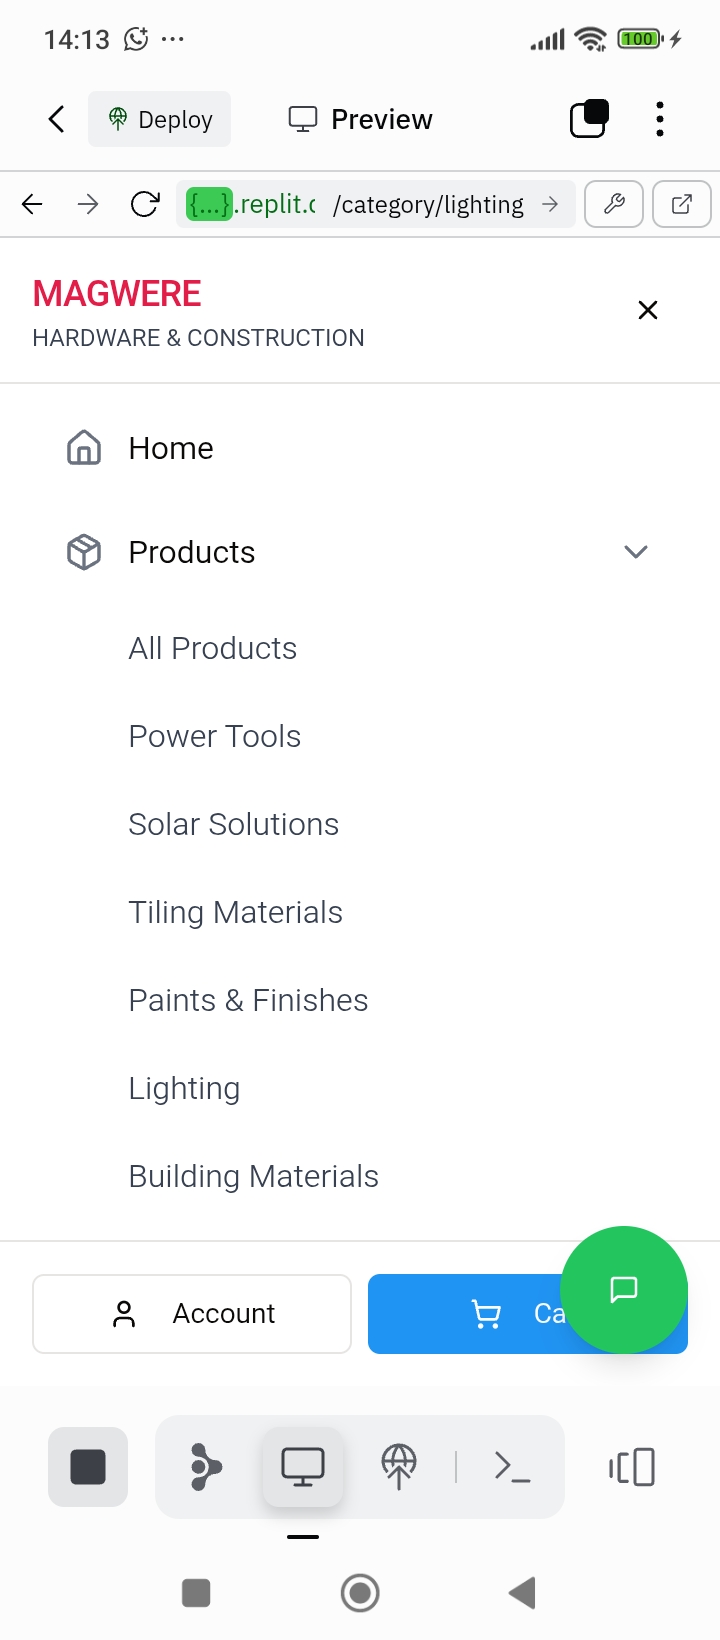 14:13
100
Deploy
Preview
{...}.replit.c /category/lighting
MAGWERE
HARDWARE & CONSTRUCTION
Home
Products
All Products
Power Tools
Solar Solutions
Tiling Materials
Paints & Finishes
Lighting
Building Materials
Account
Ca